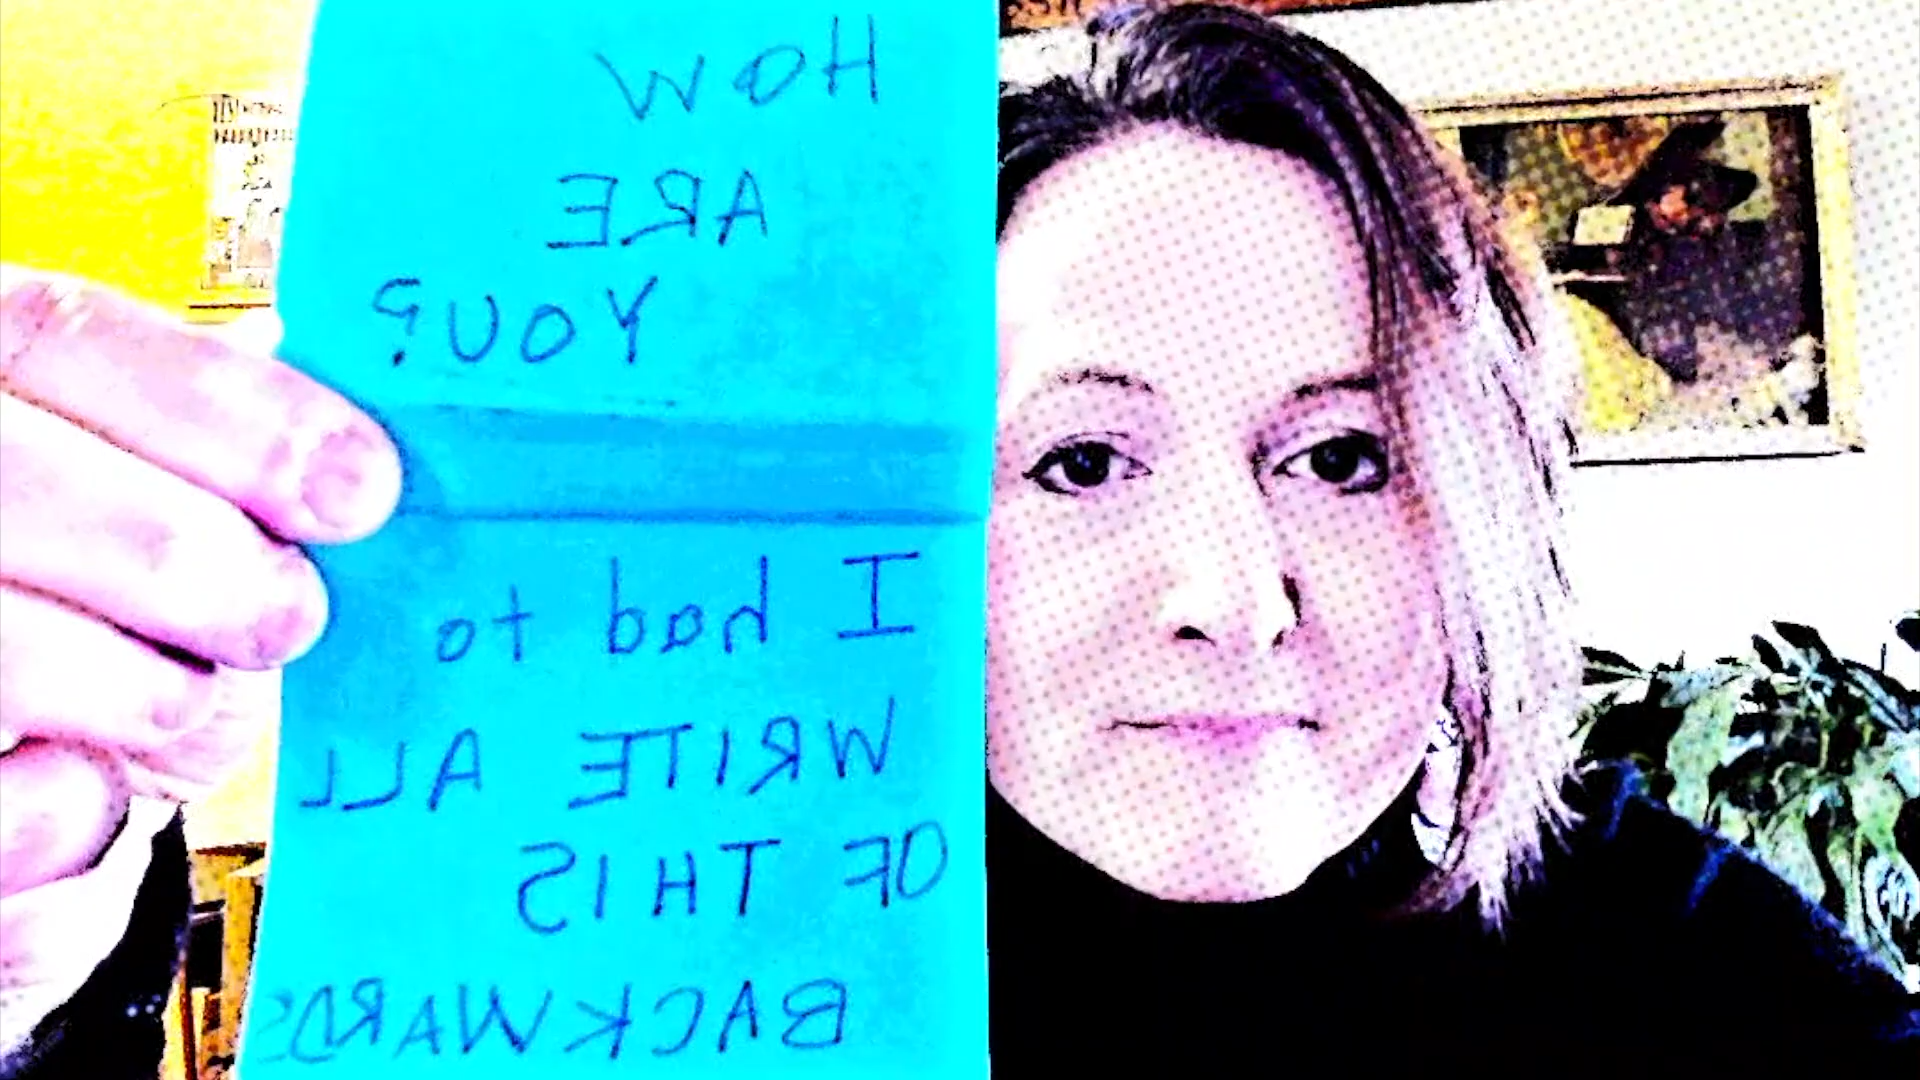 HOW
ARE
YOU?
I had to
WRITE ALL
OF THIS
BACKWARDS